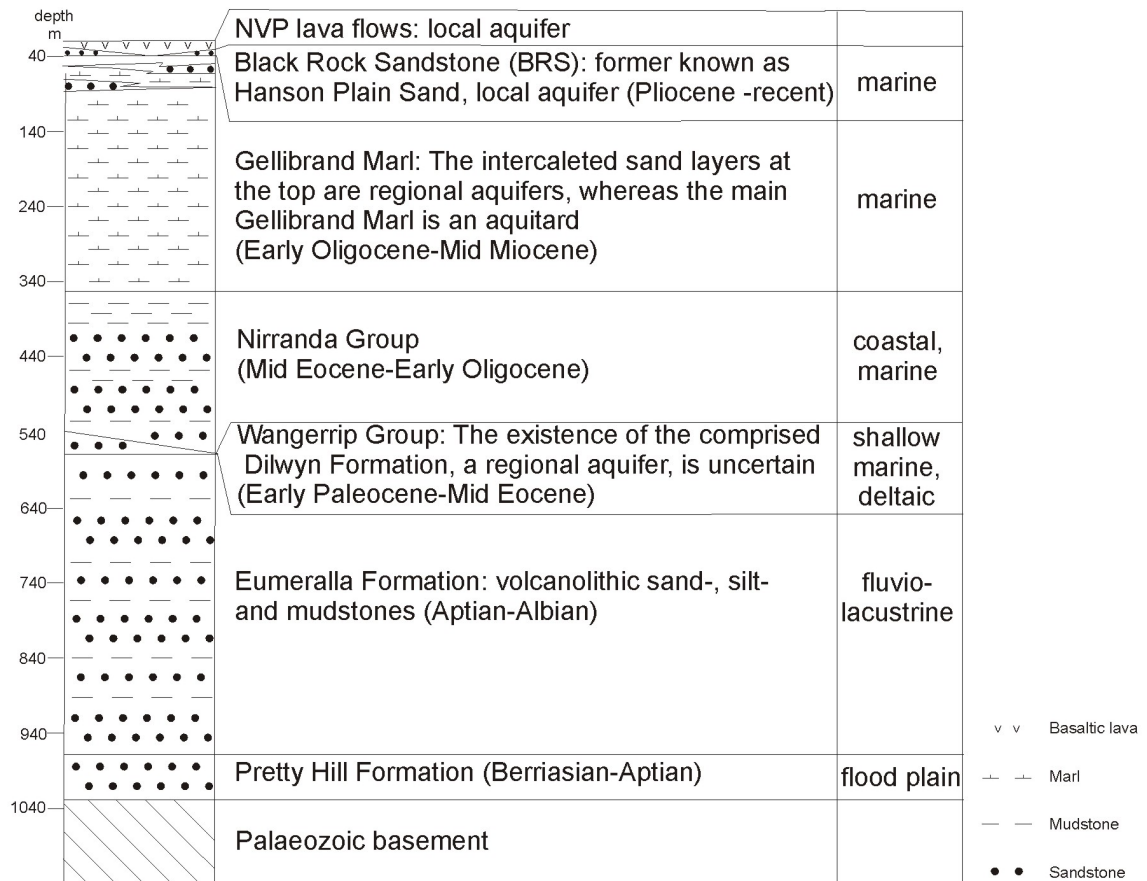 depth
m
NVP lava flows: local aquifer
40
Black Rock Sandstone (BRS): former known as
Hanson Plain Sand, local aquifer (Pliocene -recent)
marine
140
Gellibrand Marl: The intercaleted sand layers at
the top are regional aquifers, whereas the main
Gellibrand Marl is an aquitard
(Early Oligocene-Mid Miocene)
marine
240
340
Nirranda Group
(Mid Eocene-Early Oligocene)
coastal,
marine
440
540
Wangerrip Group: The existence of the comprised
Dilwyn Formation, a regional aquifer, is uncertain
(Early Paleocene-Mid Eocene)
shallow
marine,
deltaic
640
740
Eumeralla Formation: volcanolithic sand-, silt-
and mudstones (Aptian-Albian)
fluvio-
lacustrine
840
940
Pretty Hill Formation (Berriasian-Aptian)
flood plain
1040
Palaeozoic basement
Basaltic lava
Marl
Mudstone
Sandstone